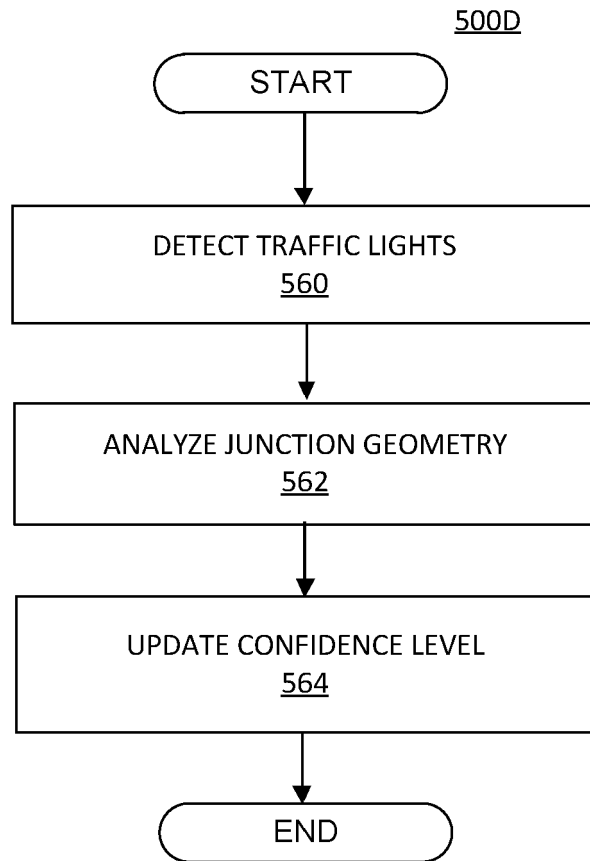 500D
START
DETECT TRAFFIC LIGHTS
560
ANALYZE JUNCTION GEOMETRY
562
UPDATE CONFIDENCE LEVEL
564
END